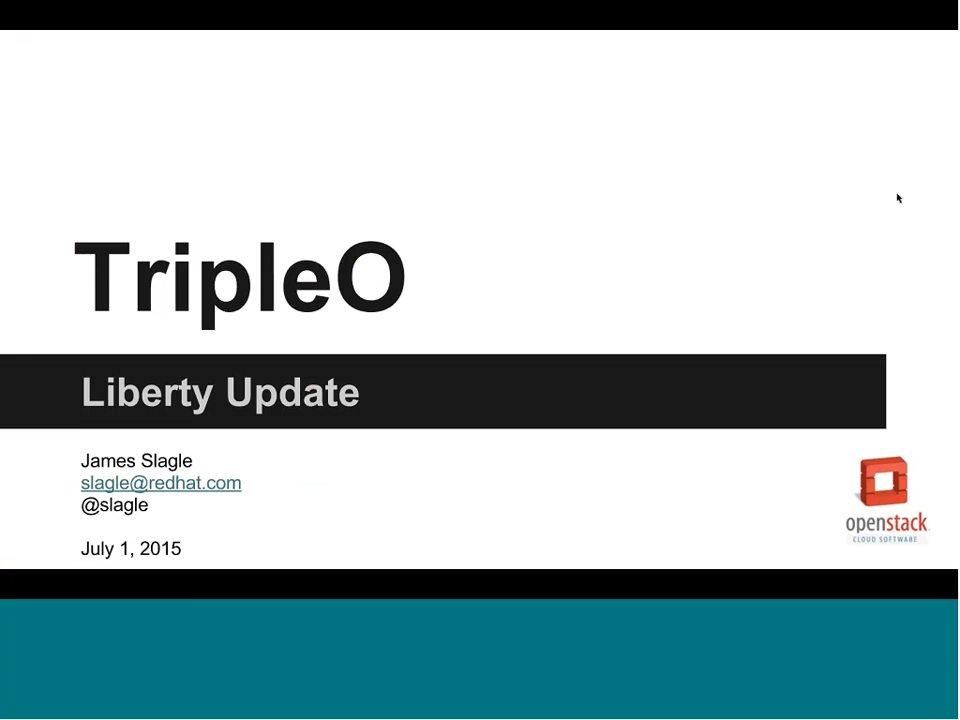 TripleO
Liberty Update
James Slagle
slagle@redhat.com
@slagle
July 1, 2015
openstack
CLOUD SOFTWARE